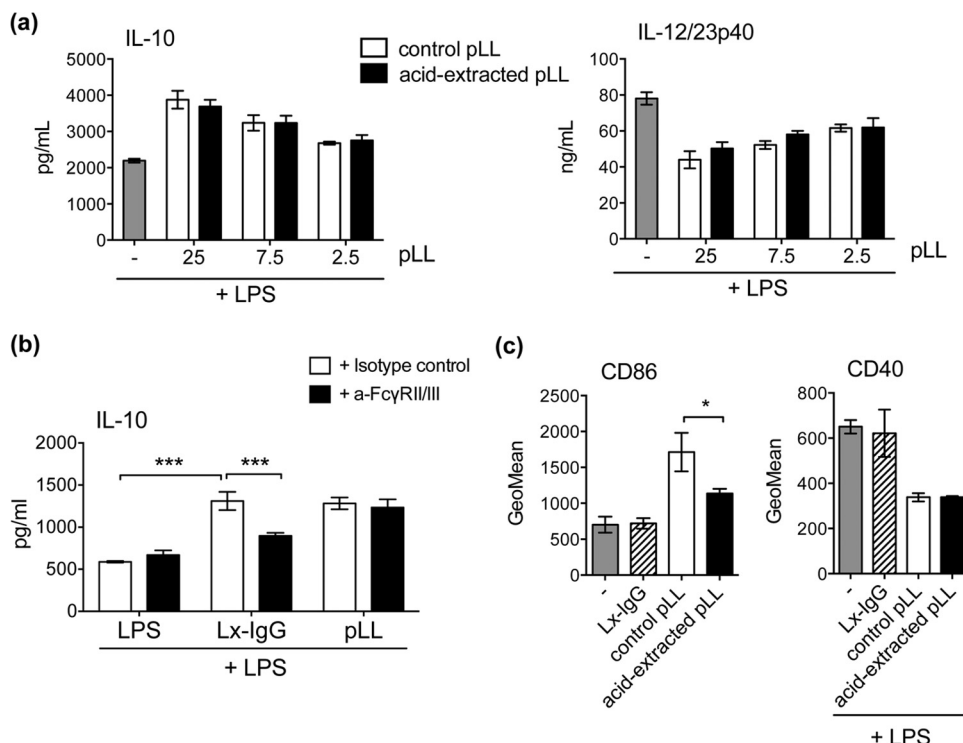 (a)
IL-10
control pLL
acid-extracted pLL
IL-12/23p40
pg/mL
5000
4000
3000
2000
1000
0
- 25 7.5 2.5 pLL
+ LPS
ng/mL
100
80
60
40
20
0
- 25 7.5 2.5 pLL
+ LPS
(b)
+ Isotype control
+ a-FcγRII/III
IL-10
pg/ml
2000
1500
1000
500
0
*** ***
LPS Lx-IgG pLL
+ LPS
(c)
CD86
GeoMean
2500
2000
1500
1000
500
0
*
-
Lx-IgG
control pLL
acid-extracted pLL
CD40
GeoMean
800
600
400
200
0
-
Lx-IgG
control pLL
acid-extracted pLL
+ LPS